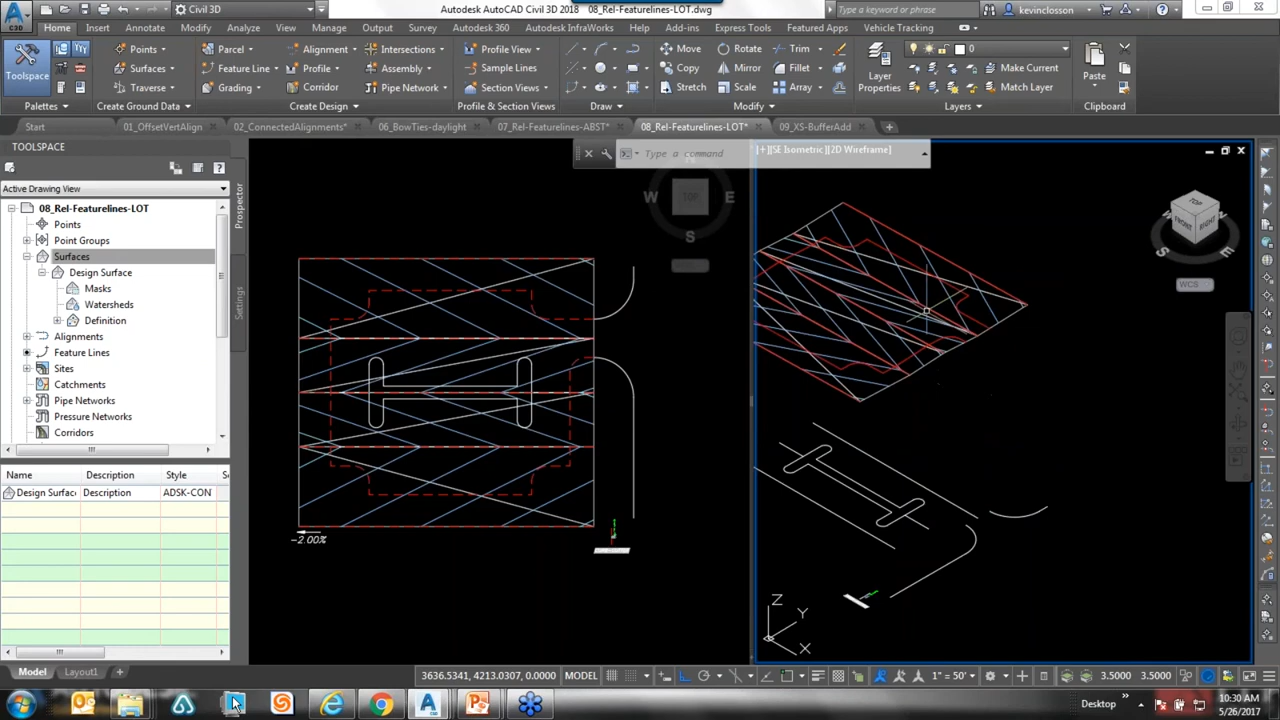 Civil 3D
Autodesk AutoCAD Civil 3D 2018 08_Rel-Featurelines-LOT.dwg
Type a keyword or phrase
kevinclosson
Home Insert Annotate Modify Analyze View Manage Output Survey Autodesk 360 Autodesk InfraWorks Help Add-ins Express Tools Featured Apps Vehicle Tracking
Toolspace
Points
Surfaces
Traverse
Parcel
Feature Line
Grading
Alignment
Profile
Corridor
Intersections
Assembly
Pipe Network
Profile View
Sample Lines
Section Views
Move
Copy
Stretch
Rotate
Mirror
Scale
Trim
Fillet
Array
Layer
Properties
0
Make Current
Match Layer
Paste
Palettes Create Ground Data Create Design Profile & Section Views Draw Modify Layers Clipboard
Start 01_OffsetVertAlign 02_ConnectedAlignments* 06_BowTies-daylight 07_Rel-Featurelines-ABST* 08_Rel-Featurelines-LOT* 09_XS-BufferAdd
TOOLSPACE
Active Drawing View
08_Rel-Featurelines-LOT
Points
Point Groups
Surfaces
Design Surface
Masks
Watersheds
Definition
Alignments
Feature Lines
Sites
Catchments
Pipe Networks
Pressure Networks
Corridors
Prospector
Settings
Name Description Style
Design Surfac Description ADSK-CON
Type a command
[+][SE Isometric][2D Wireframe]
W TOP E
S
TOP
FRONT RIGHT
S E
WCS
-2.00%
Z
Y
X
Model Layout1
3636.5341, 4213.0307, 0.0000 MODEL 1" = 50' 3.5000 3.5000
Desktop
10:30 AM
5/26/2017